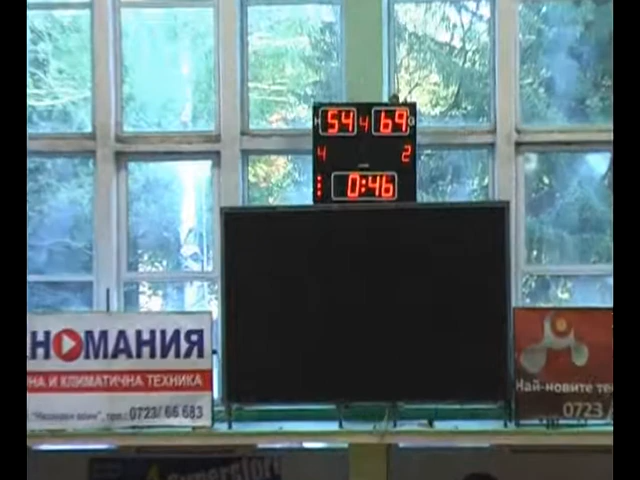 H 54 4 69 G
4 2
0:46
НОМАНИЯ
НА И КЛИМАТИЧНА ТЕХНИКА
0723/ 66 683
НАЙ-НОВИТЕ ТЕ
0723